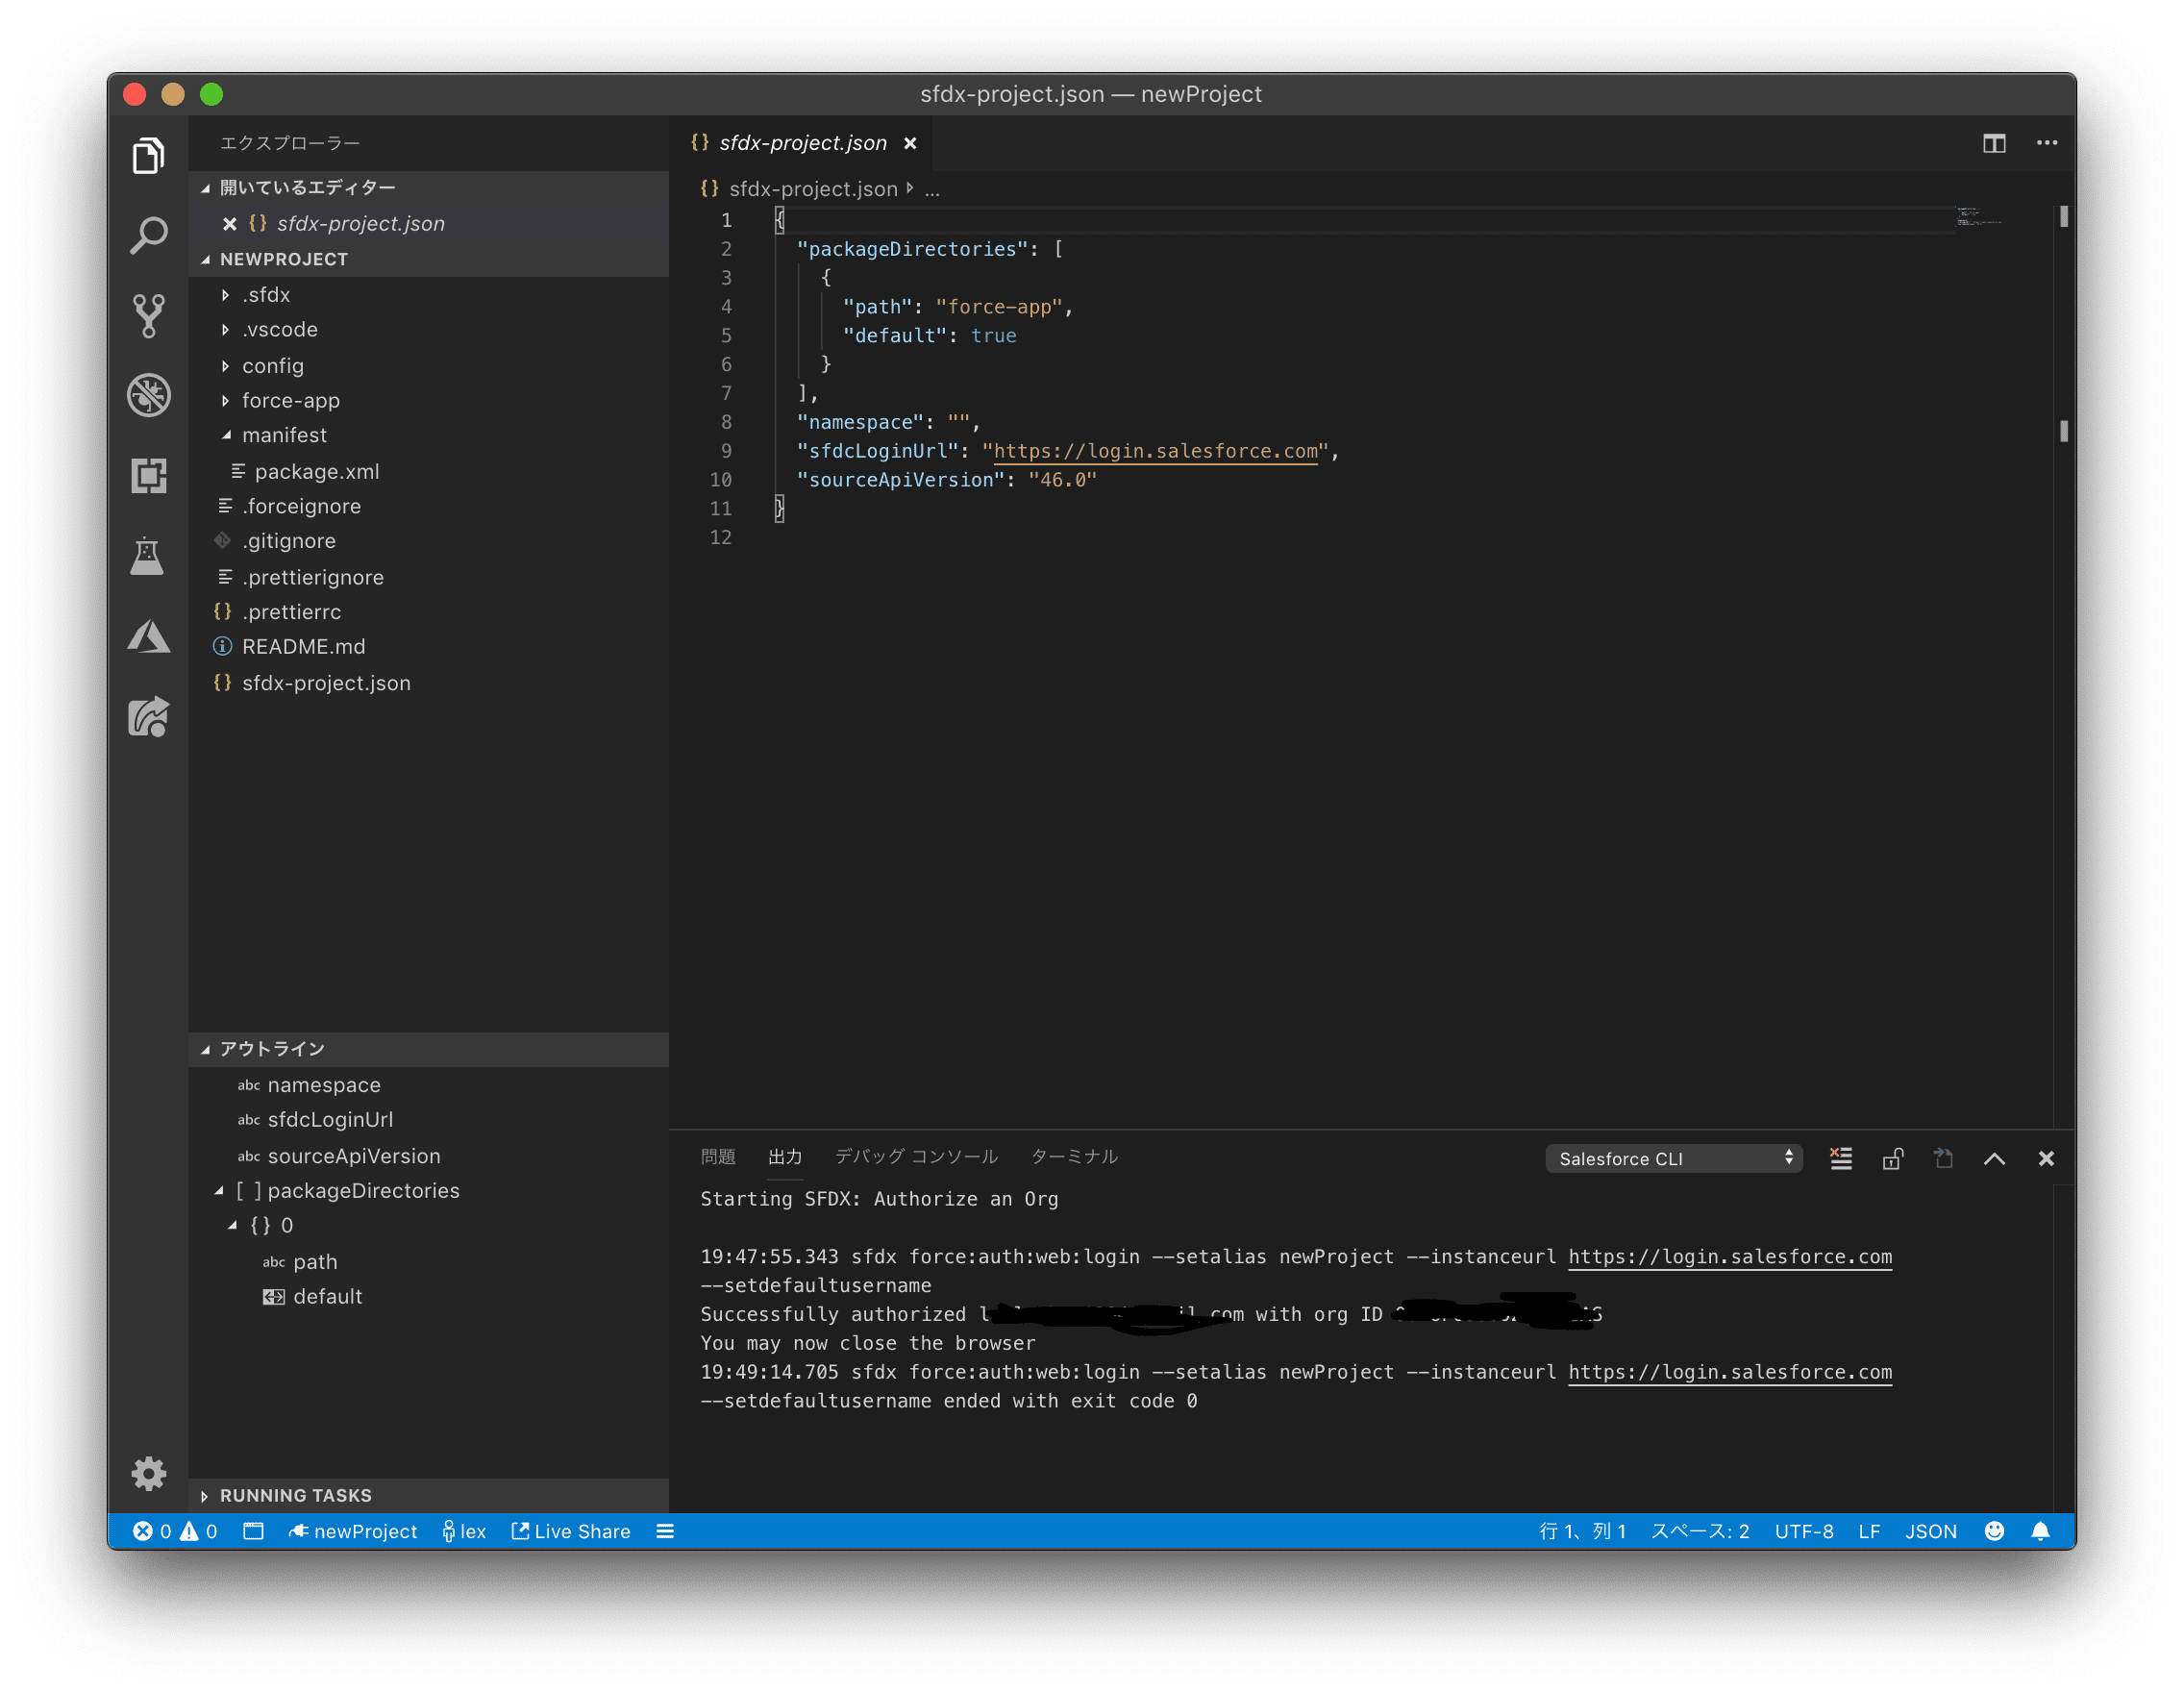 sfdx-project.json — newProject
エクスプローラー
開いているエディター
sfdx-project.json
NEWPROJECT
.sfdx
.vscode
config
force-app
manifest
package.xml
.forceignore
.gitignore
.prettierignore
.prettierrc
README.md
sfdx-project.json
アウトライン
abc namespace
abc sfdcLoginUrl
abc sourceApiVersion
[ ] packageDirectories
{} 0
abc path
default
RUNNING TASKS
{} sfdx-project.json
{} sfdx-project.json ...
1 {
2 "packageDirectories": [
3 {
4 "path": "force-app",
5 "default": true
6 }
7 ],
8 "namespace": "",
9 "sfdcLoginUrl": "https://login.salesforce.com",
10 "sourceApiVersion": "46.0"
11 }
12
問題 出力 デバッグ コンソール ターミナル Salesforce CLI
Starting SFDX: Authorize an Org
19:47:55.343 sfdx force:auth:web:login --setalias newProject --instanceurl https://login.salesforce.com
--setdefaultusername
Successfully authorized with org ID
You may now close the browser
19:49:14.705 sfdx force:auth:web:login --setalias newProject --instanceurl https://login.salesforce.com
--setdefaultusername ended with exit code 0
0 0 newProject lex Live Share 行 1、列 1 スペース: 2 UTF-8 LF JSON